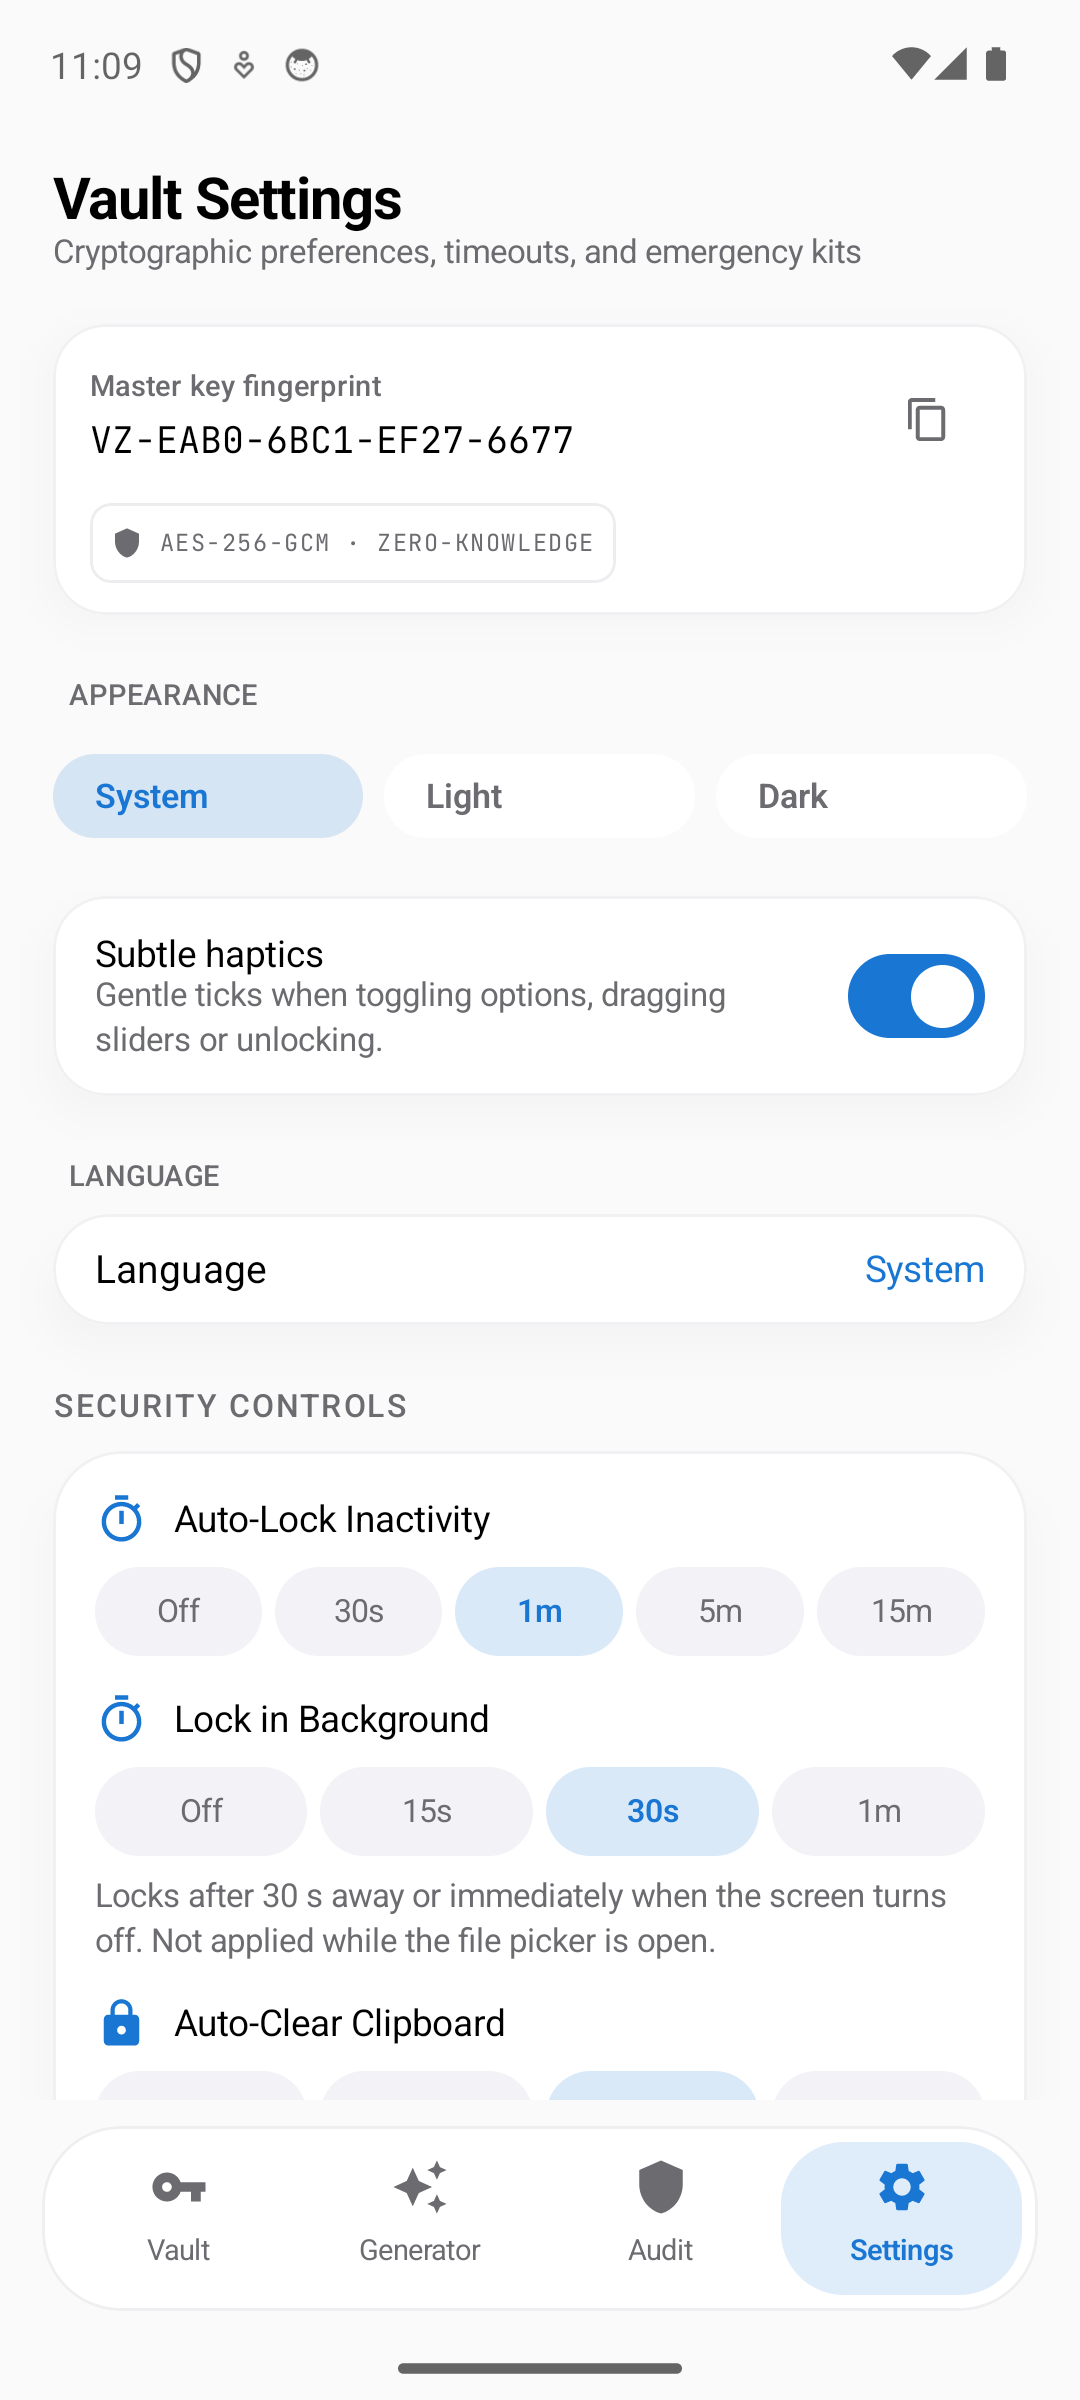 11:09
Vault Settings
Cryptographic preferences, timeouts, and emergency kits
Master key fingerprint
VZ-EAB0-6BC1-EF27-6677
AES-256-GCM · ZERO-KNOWLEDGE
APPEARANCE
System
Light
Dark
Subtle haptics
Gentle ticks when toggling options, dragging
sliders or unlocking.
LANGUAGE
Language
System
SECURITY CONTROLS
Auto-Lock Inactivity
Off
30s
1m
5m
15m
Lock in Background
Off
15s
30s
1m
Locks after 30 s away or immediately when the screen turns
off. Not applied while the file picker is open.
Auto-Clear Clipboard
Vault
Generator
Audit
Settings